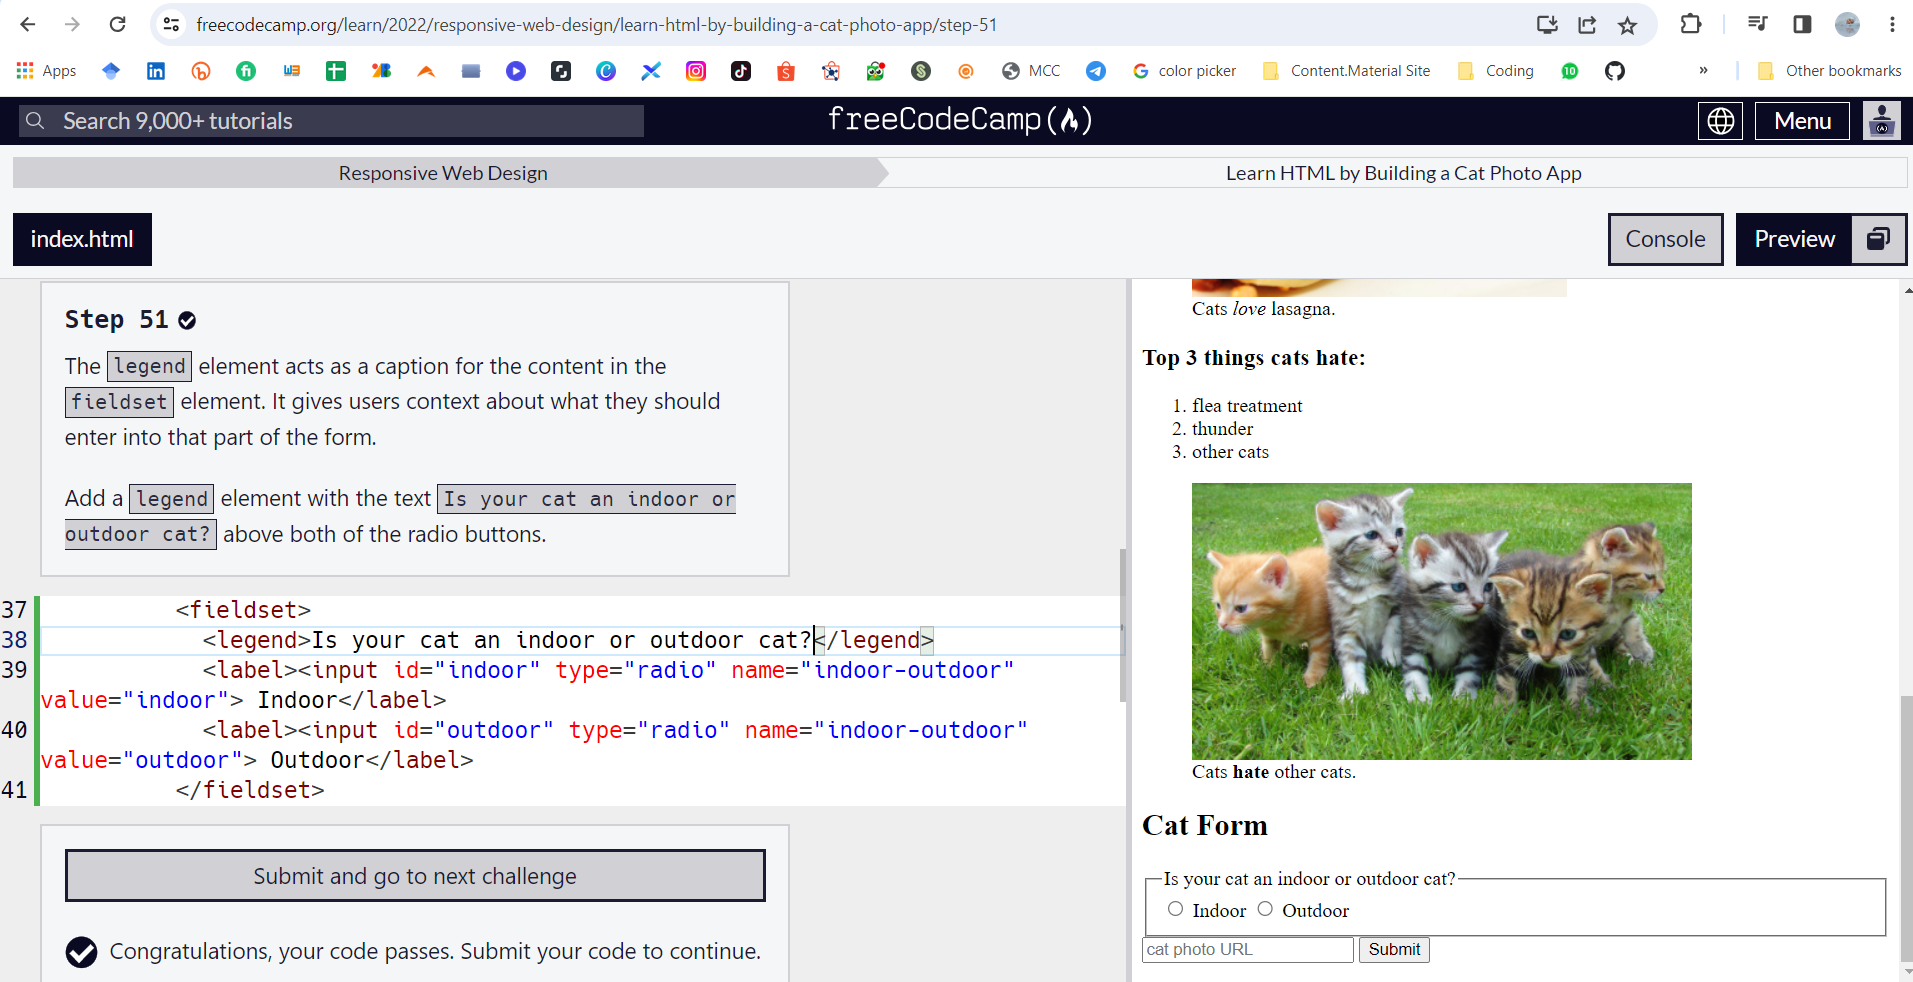 freecodecamp.org/learn/2022/responsive-web-design/learn-html-by-building-a-cat-photo-app/step-51
Apps
MCC
color picker
Content.Material Site
Coding
»
Other bookmarks
Search 9,000+ tutorials
freeCodeCamp
Menu
Responsive Web Design
Learn HTML by Building a Cat Photo App
index.html
Console
Preview
Step 51
The legend element acts as a caption for the content in the
fieldset element. It gives users context about what they should
enter into that part of the form.
Add a legend element with the text Is your cat an indoor or
outdoor cat? above both of the radio buttons.
37 <fieldset>
38 <legend>Is your cat an indoor or outdoor cat?</legend>
39 <label><input id="indoor" type="radio" name="indoor-outdoor"
value="indoor"> Indoor</label>
40 <label><input id="outdoor" type="radio" name="indoor-outdoor"
value="outdoor"> Outdoor</label>
41 </fieldset>
Submit and go to next challenge
Congratulations, your code passes. Submit your code to continue.
Cats love lasagna.
Top 3 things cats hate:
1. flea treatment
2. thunder
3. other cats
Cats hate other cats.
Cat Form
Is your cat an indoor or outdoor cat?
Indoor Outdoor
cat photo URL Submit